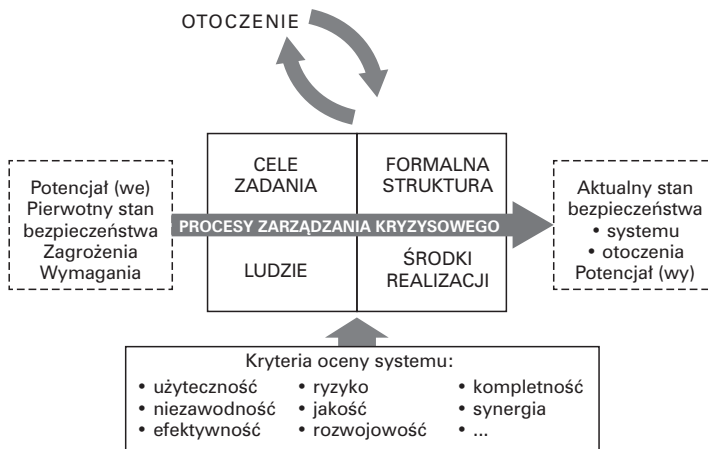 OTOCZENIE
CELE
ZADANIA
FORMALNA
STRUKTURA
Potencjał (we)
Pierwotny stan
bezpieczeństwa
Zagrożenia
Wymagania
PROCESY ZARZĄDZANIA KRYZYSOWEGO
LUDZIE
ŚRODKI
REALIZACJI
Aktualny stan
bezpieczeństwa
• systemu
• otoczenia
Potencjał (wy)
Kryteria oceny systemu:
• użyteczność
• niezawodność
• efektywność
• ryzyko
• jakość
• rozwojowość
• kompletność
• synergia
• ...